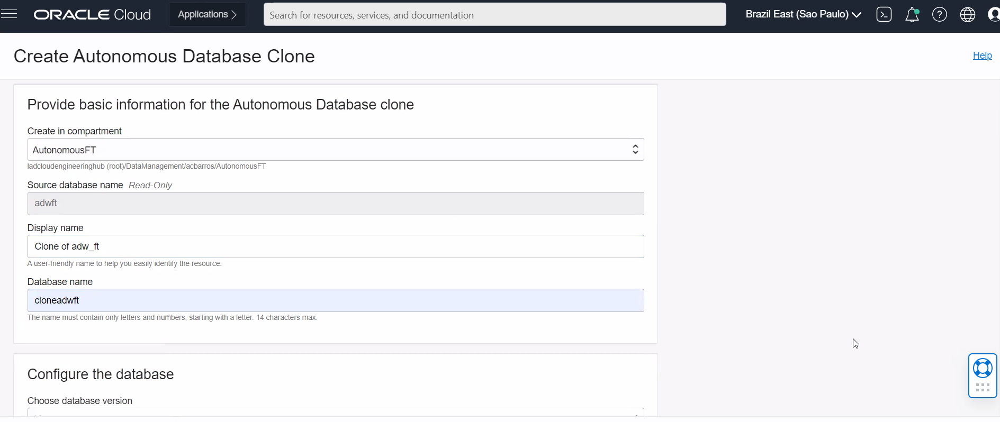 ORACLE Cloud
Applications
Search for resources, services, and documentation
Brazil East (Sao Paulo)
Create Autonomous Database Clone
Help
Provide basic information for the Autonomous Database clone
Create in compartment
AutonomousFT
ladcloudengineeringhub (root)/DataManagement/acbarros/AutonomousFT
Source database name Read-Only
adwft
Display name
Clone of adw_ft
A user-friendly name to help you easily identify the resource.
Database name
cloneadwft
The name must contain only letters and numbers, starting with a letter. 14 characters max.
Configure the database
Choose database version